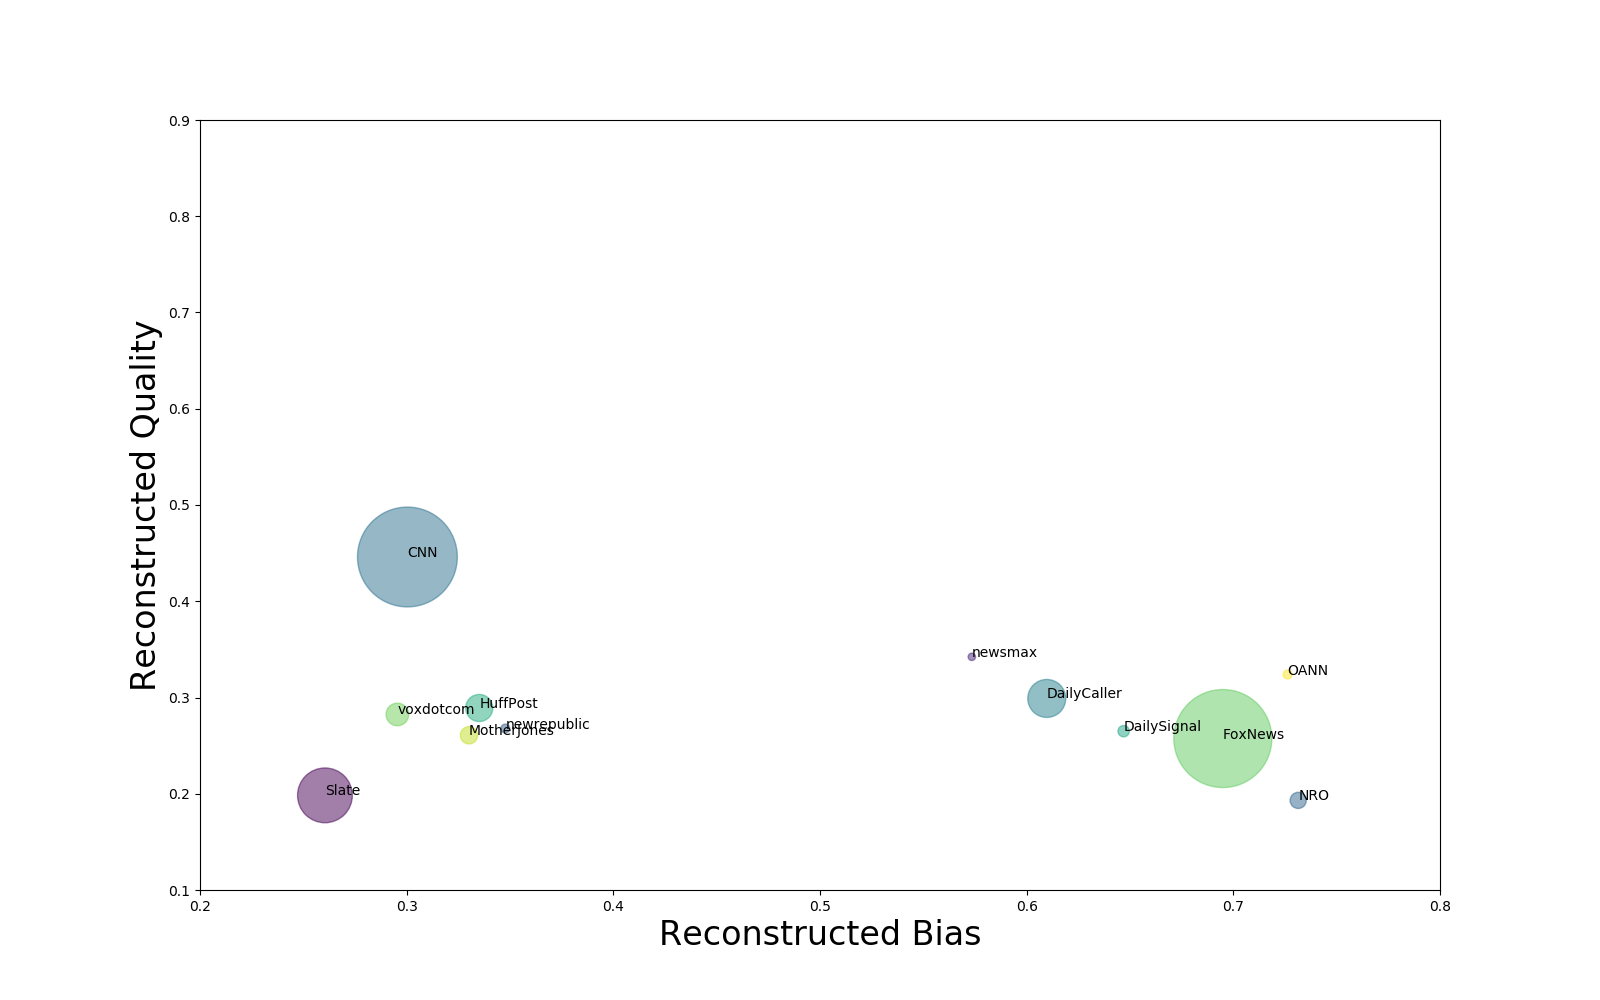 0.9
0.8
0.7
0.6
0.5
0.4
0.3
0.2
0.1
Reconstructed Quality
CNN
newsmax
OANN
DailyCaller
HuffPost
voxdotcom
newrepublic
MotherJones
DailySignal
FoxNews
Slate
NRO
0.2 0.3 0.4 0.5 0.6 0.7 0.8
Reconstructed Bias